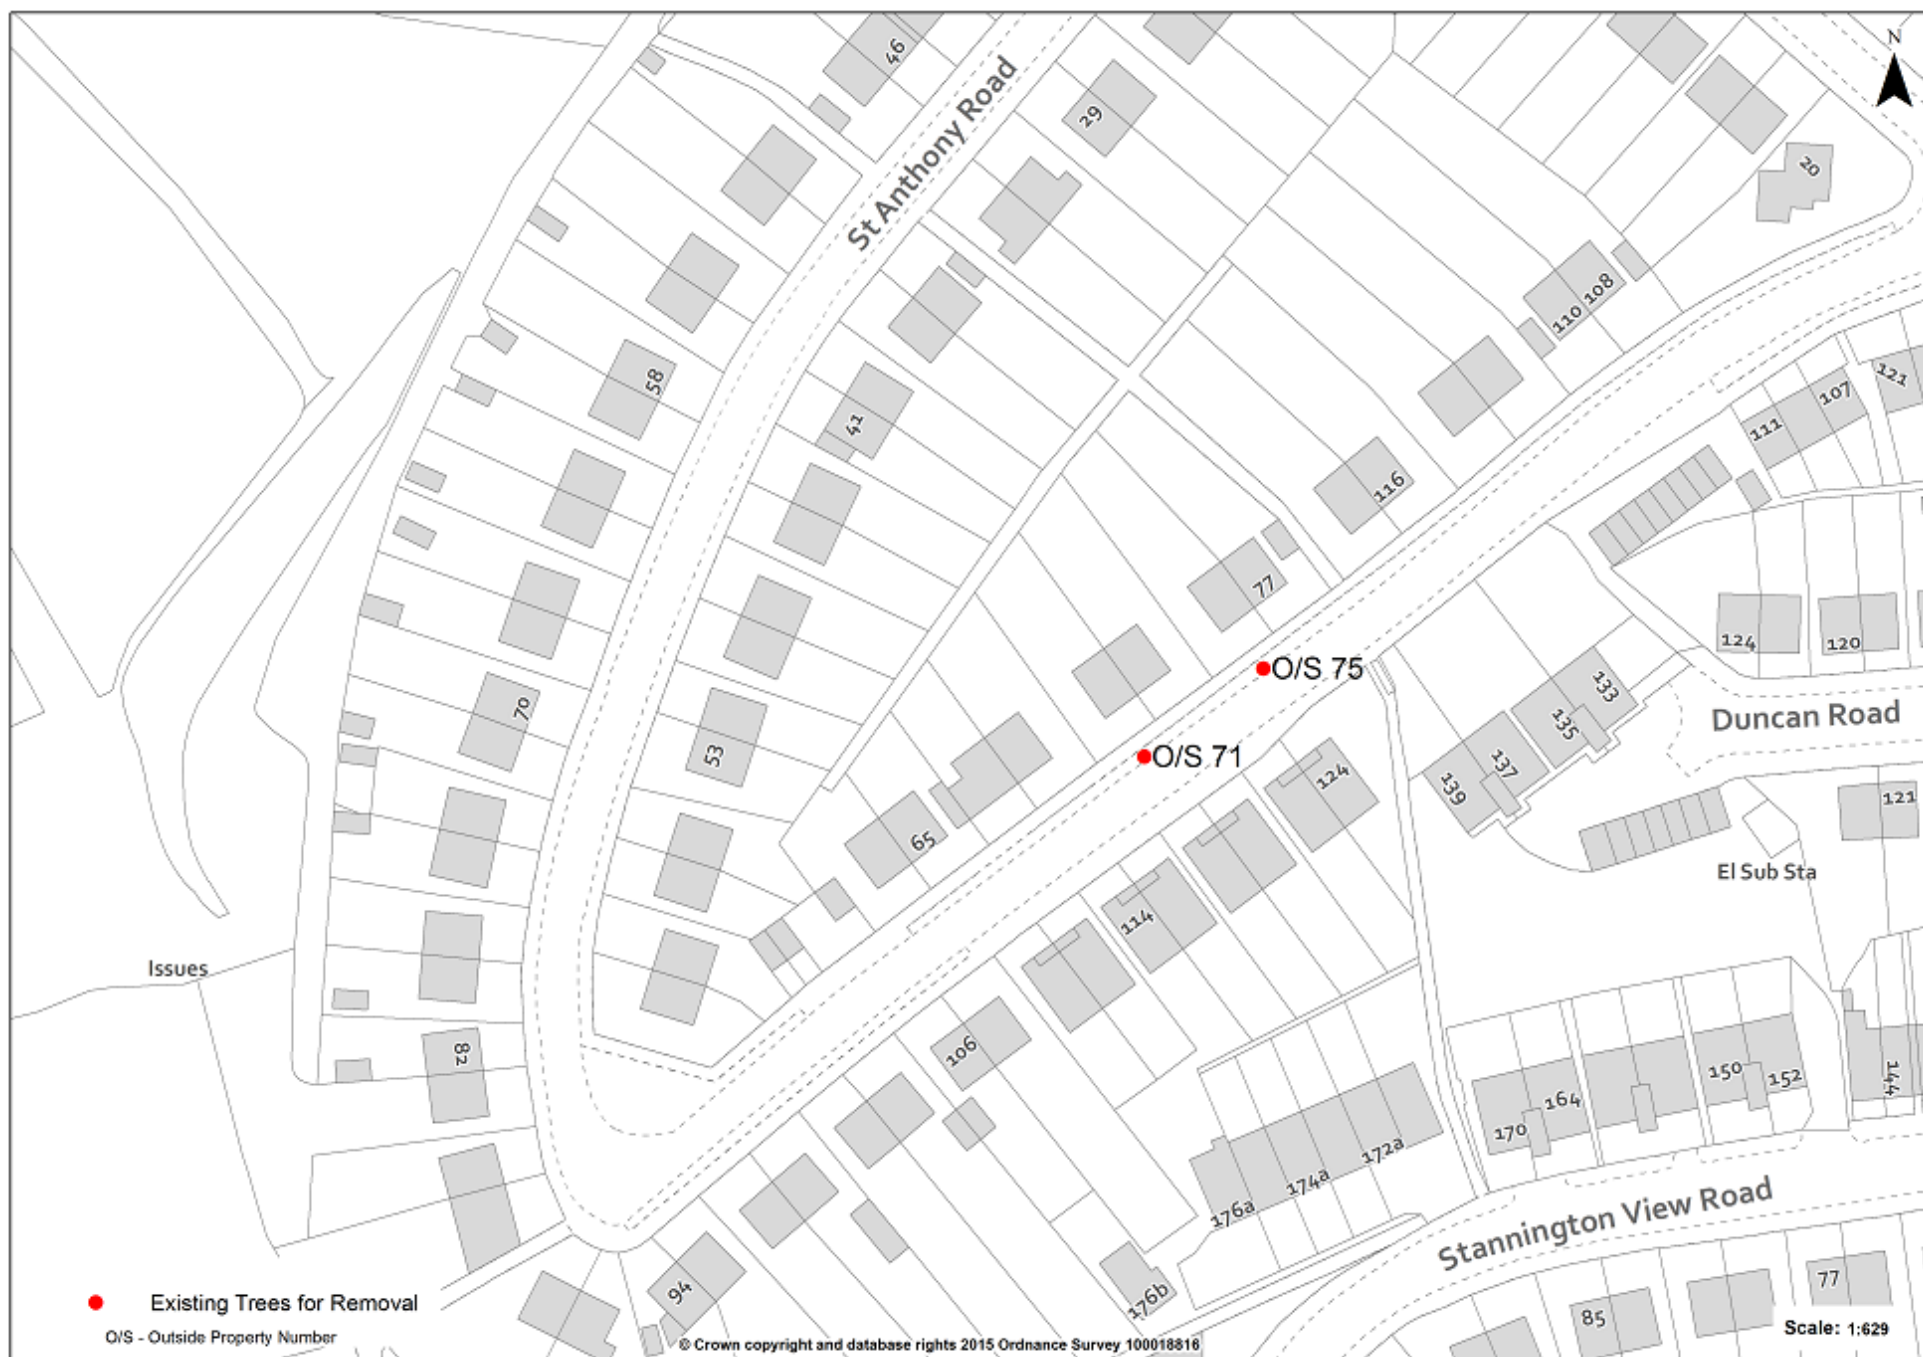 N
46
St Anthony Road
29
20
110 108
58
41
107
121
111
116
77
124
120
O/S 75
133
135
Duncan Road
70
53
O/S 71
137
139
124
121
65
El Sub Sta
114
Issues
106
82
150
152
144
164
170
172a
174a
176a
Stannington View Road
94
176b
77
85
Existing Trees for Removal
O/S - Outside Property Number
© Crown copyright and database rights 2015 Ordnance Survey 100018816
Scale: 1:629